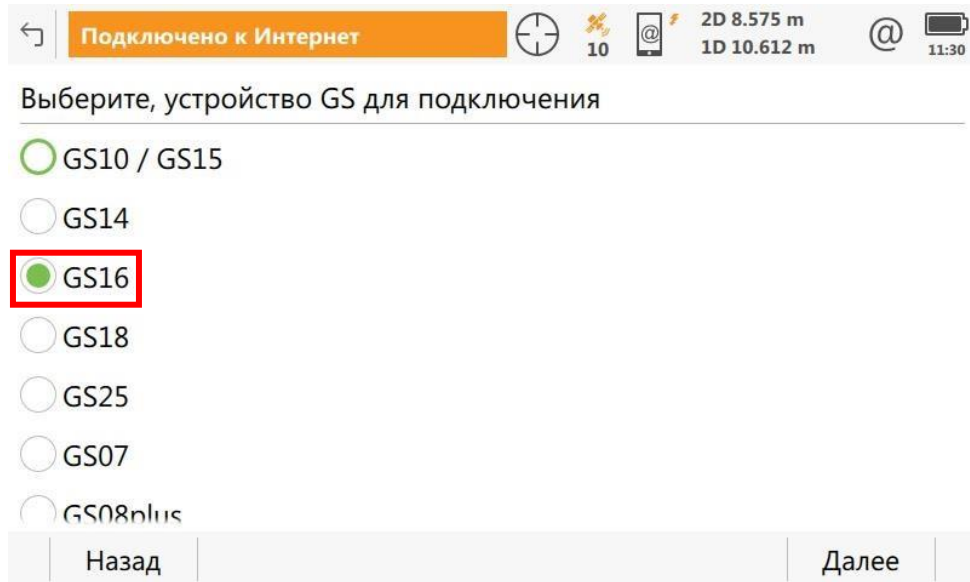 Подключено к Интернет
10
@
2D 8.575 m
1D 10.612 m
@
11:30
Выберите, устройство GS для подключения
GS10 / GS15
GS14
GS16
GS18
GS25
GS07
GS08plus
Назад
Далее